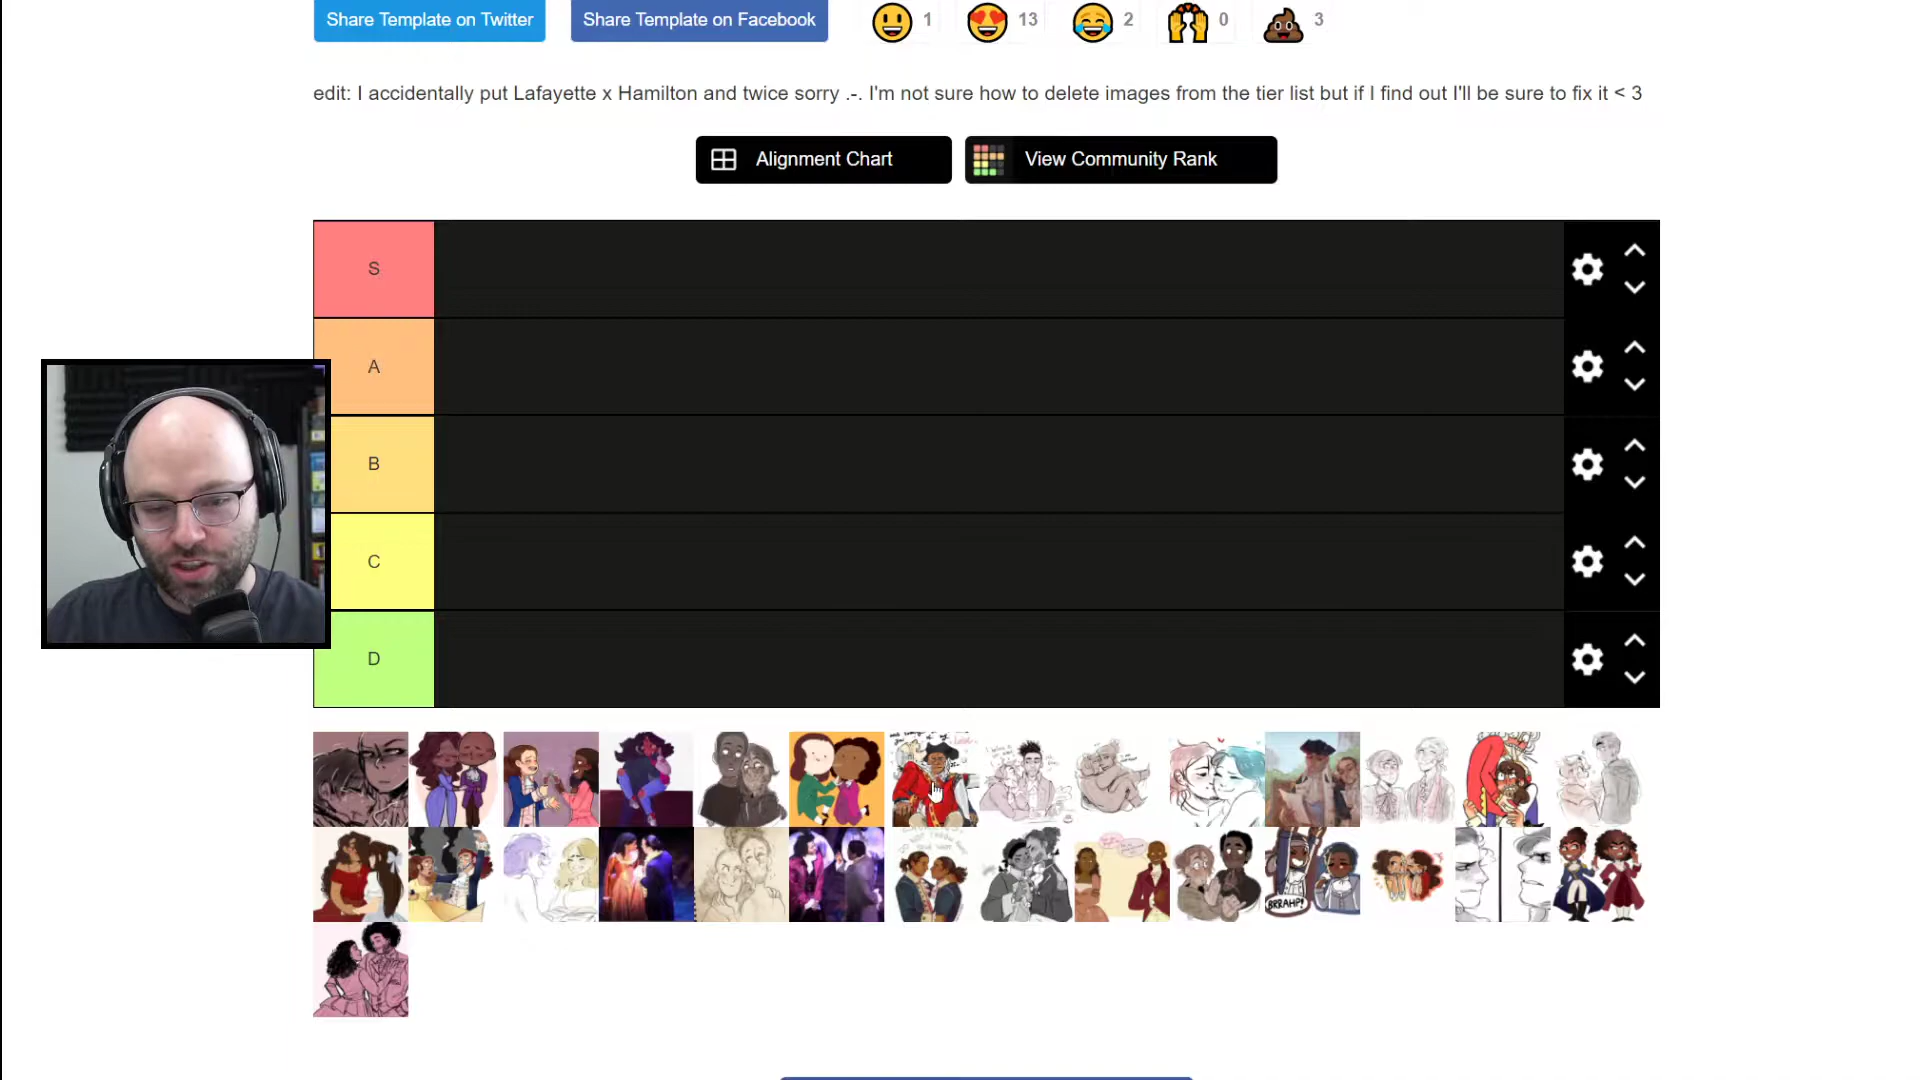 Share Template on Twitter
Share Template on Facebook
1
13
2
0
3
edit: I accidentally put Lafayette x Hamilton and twice sorry .-. I'm not sure how to delete images from the tier list but if I find out I'll be sure to fix it < 3
Alignment Chart
View Community Rank
S
A
B
C
D
BRRAHP!